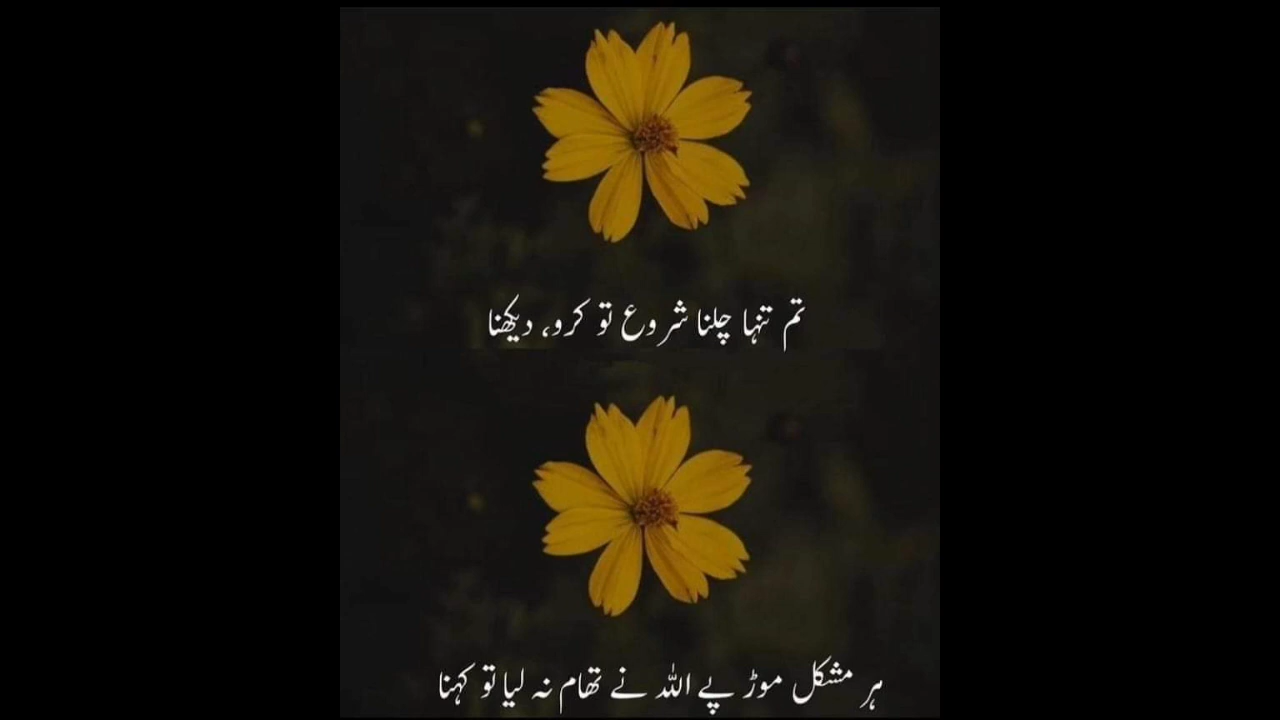 تم تنہا چلنا شروع تو کرو، دیکھنا
ہر مشکل موڑ پے اللہ نے تھام نہ لیا تو کہنا